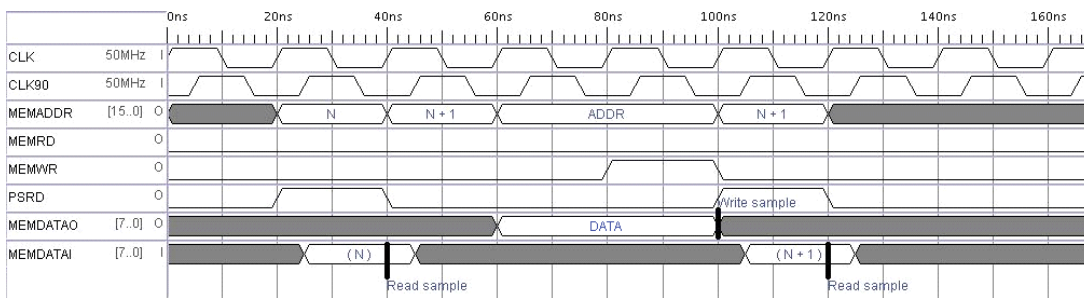 0ns 20ns 40ns 60ns 80ns 100ns 120ns 140ns 160ns
CLK 50MHz I
CLK90 50MHz I
MEMADDR [15..0] O N N + 1 ADDR N + 1
MEMRD O
MEMWR O
PSRD O
Write sample
MEMDATAO [7..0] O DATA
MEMDATAI [7..0] I ( N ) ( N + 1 )
Read sample Read sample